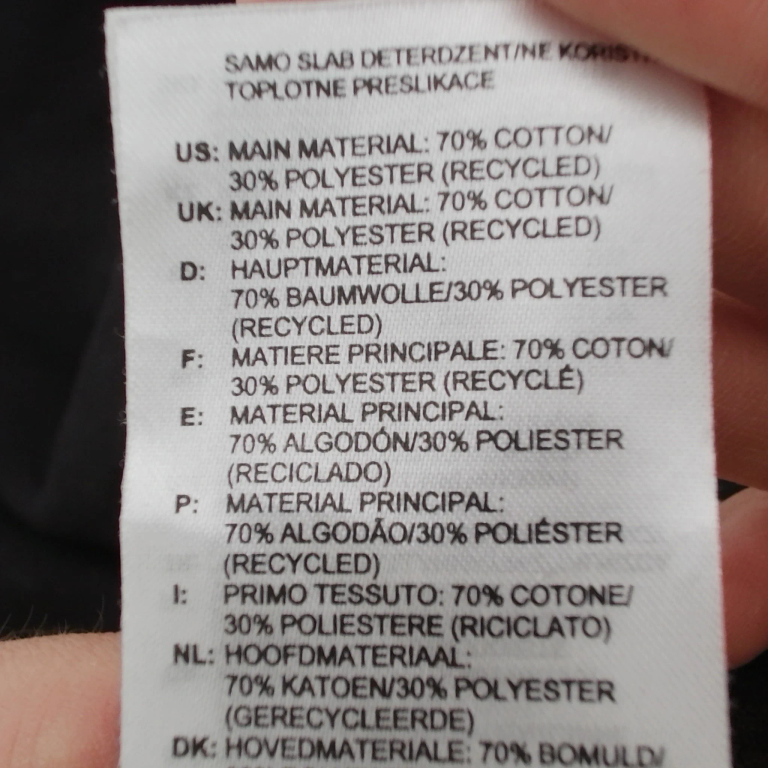 SAMO SLAB DETERDZENT/NE
TOPLOTNE PRESLIKACE
US: MAIN MATERIAL: 70% COTTON/
30% POLYESTER (RECYCLED)
UK: MAIN MATERIAL: 70% COTTON/
30% POLYESTER (RECYCLED)
D: HAUPTMATERIAL:
70% BAUMWOLLE/30% POLYESTER
(RECYCLED)
F: MATIERE PRINCIPALE: 70% COTON/
30% POLYESTER (RECYCLÉ)
E: MATERIAL PRINCIPAL:
70% ALGODÓN/30% POLIESTER
(RECICLADO)
P: MATERIAL PRINCIPAL:
70% ALGODÃO/30% POLIÉSTER
(RECYCLED)
I: PRIMO TESSUTO: 70% COTONE/
30% POLIESTERE (RICICLATO)
NL: HOOFDMATERIAAL:
70% KATOEN/30% POLYESTER
(GERECYCLEERDE)
DK: HOVEDMATERIALE: 70% BOMULD/